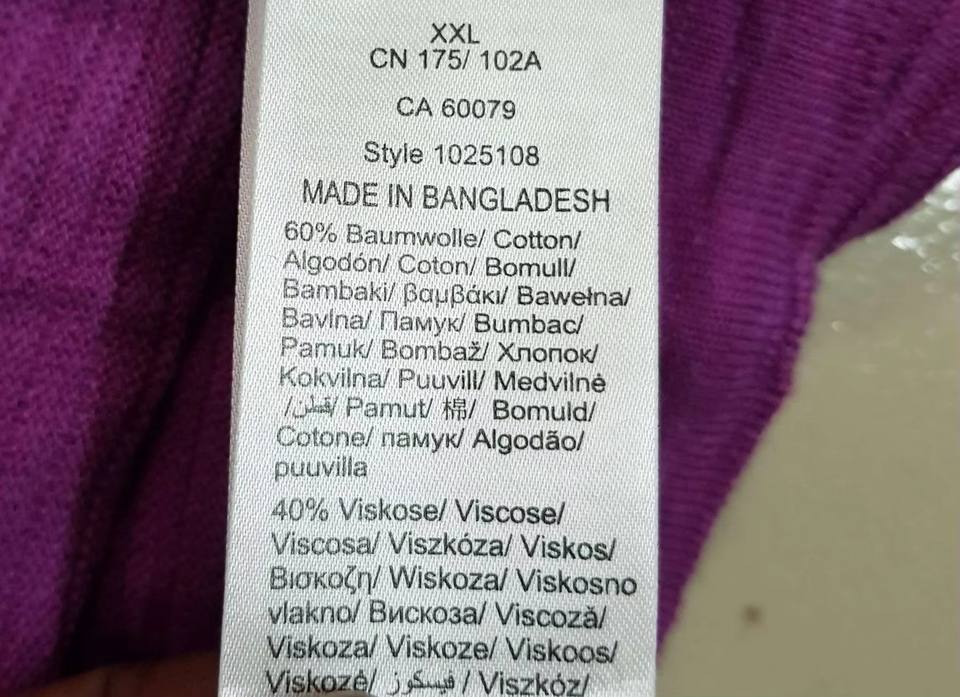 XXL
CN 175/ 102A
CA 60079
Style 1025108
MADE IN BANGLADESH
60% Baumwolle/ Cotton/
Algodón/ Coton/ Bomull/
Bambaki/ βαμβάκι/ Bawełna/
Bavlna/ Памук/ Bumbac/
Pamuk/ Bombaž/ Хлопок/
Kokvilna/ Puuvill/ Medvilnė
/قطن/ Pamut/ 棉/ Bomuld/
Cotone/ памук/ Algodão/
puuvilla
40% Viskose/ Viscose/
Viscosa/ Viszkóza/ Viskos/
Βισκοζη/ Wiskoza/ Viskosno
vlakno/ Вискоза/ Viscoză/
Viskoza/ Viskoze/ Viskoos/
Viskozė/ فيسكوز / Viszkóz/